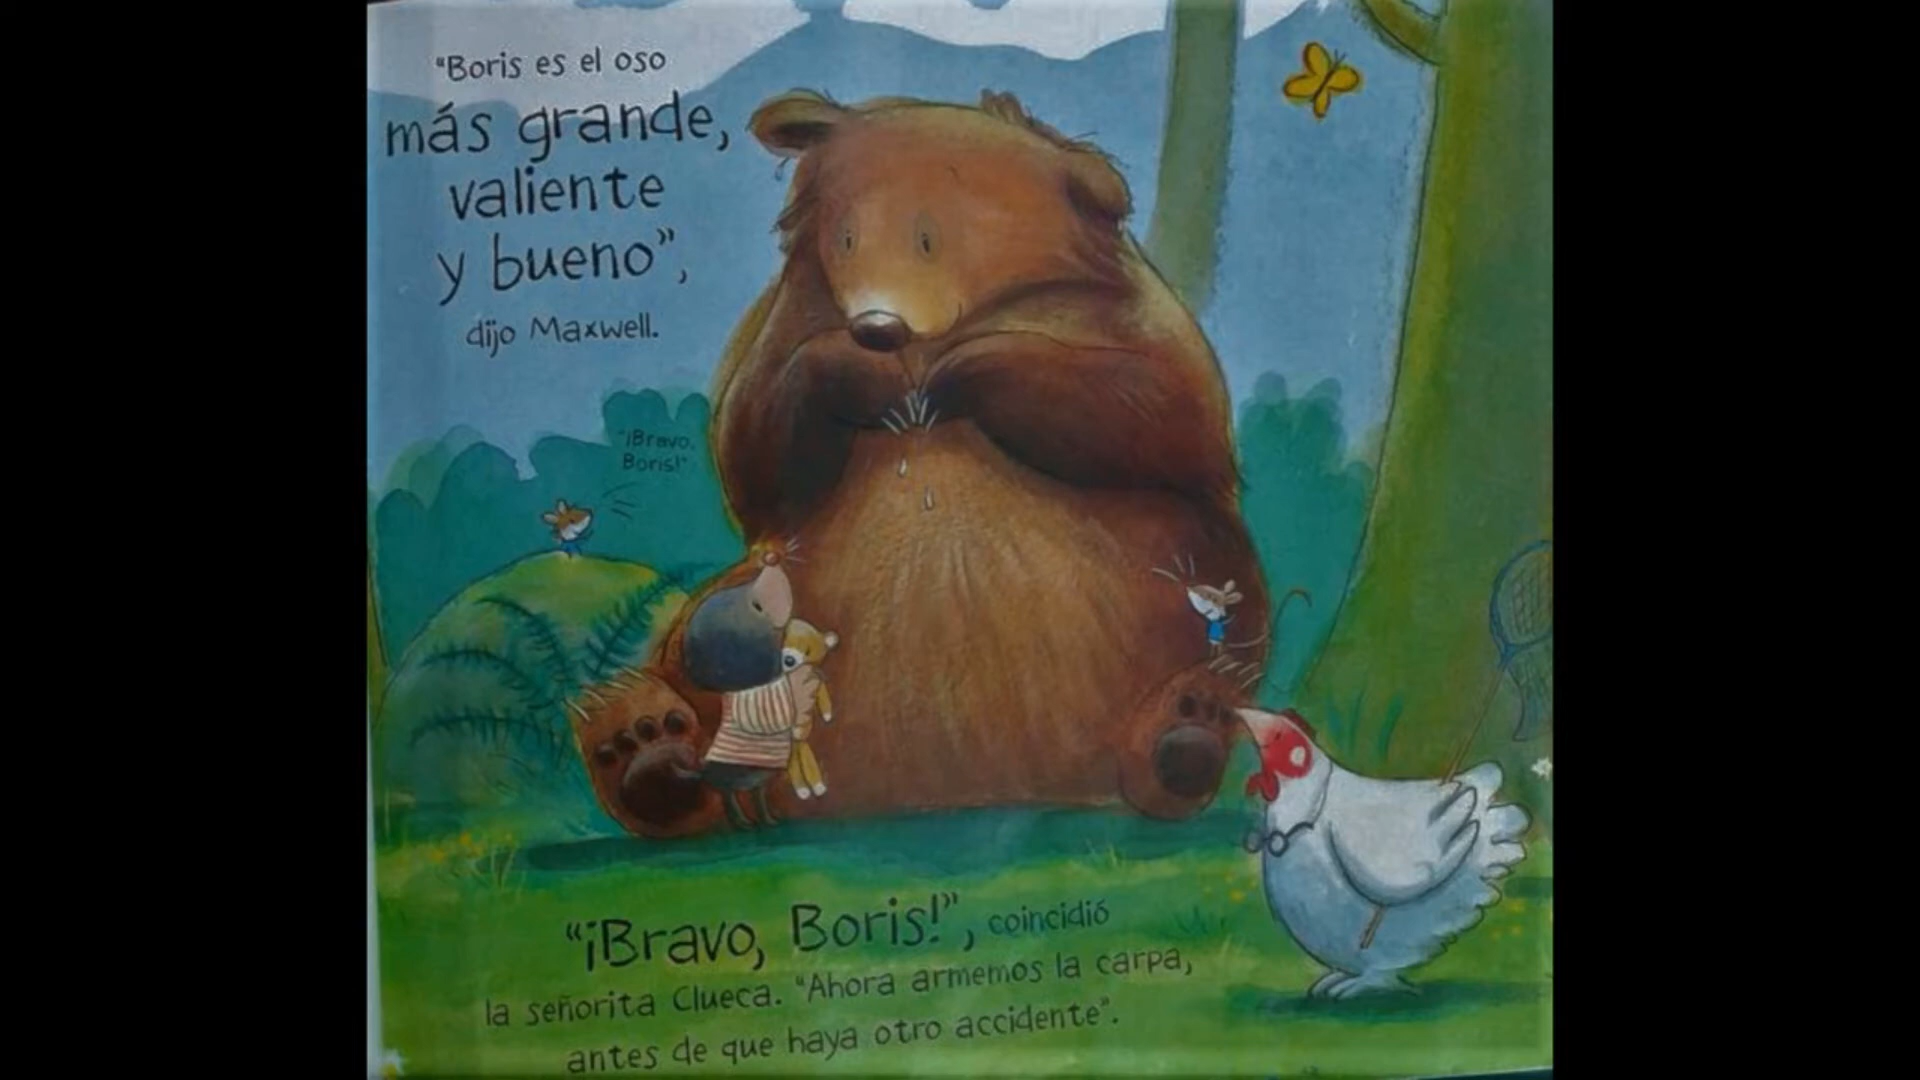 "Boris es el oso
más grande,
valiente
y bueno",
dijo Maxwell.
"¡Bravo,
Boris!"
"¡Bravo, Boris!", coincidió
la señorita Clueca. "Ahora armemos la carpa,
antes de que haya otro accidente".